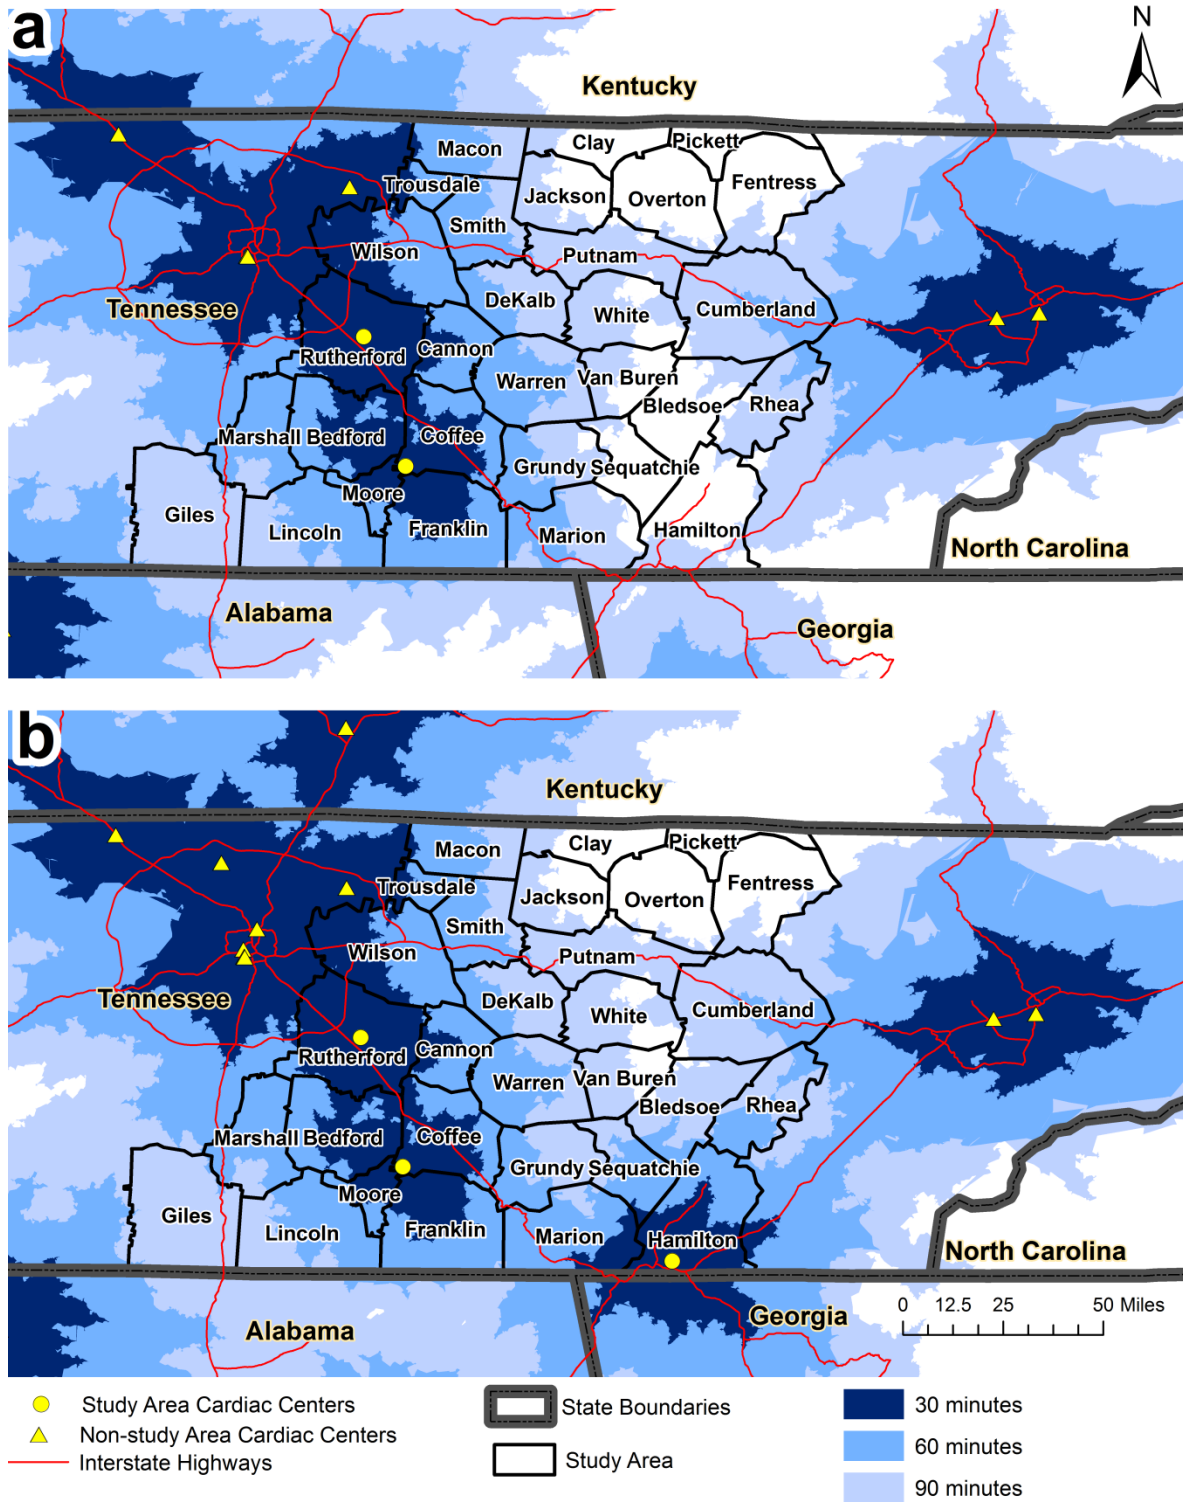 a
N
Kentucky
Macon
Clay
Pickett
Trousdale
Jackson
Overton
Fentress
Smith
Wilson
Putnam
Tennessee
DeKalb
White
Cumberland
Rutherford
Cannon
Warren
Van Buren
Bledsoe
Rhea
Marshall
Bedford
Coffee
Grundy
Sequatchie
Moore
Giles
Lincoln
Franklin
Marion
Hamilton
North Carolina
Alabama
Georgia
b
Kentucky
Macon
Clay
Pickett
Trousdale
Jackson
Overton
Fentress
Smith
Wilson
Putnam
Tennessee
DeKalb
White
Cumberland
Rutherford
Cannon
Warren
Van Buren
Bledsoe
Rhea
Marshall
Bedford
Coffee
Grundy
Sequatchie
Moore
Giles
Lincoln
Franklin
Marion
Hamilton
North Carolina
Alabama
Georgia
0 12.5 25 50 Miles
Study Area Cardiac Centers
Non-study Area Cardiac Centers
Interstate Highways
State Boundaries
Study Area
30 minutes
60 minutes
90 minutes